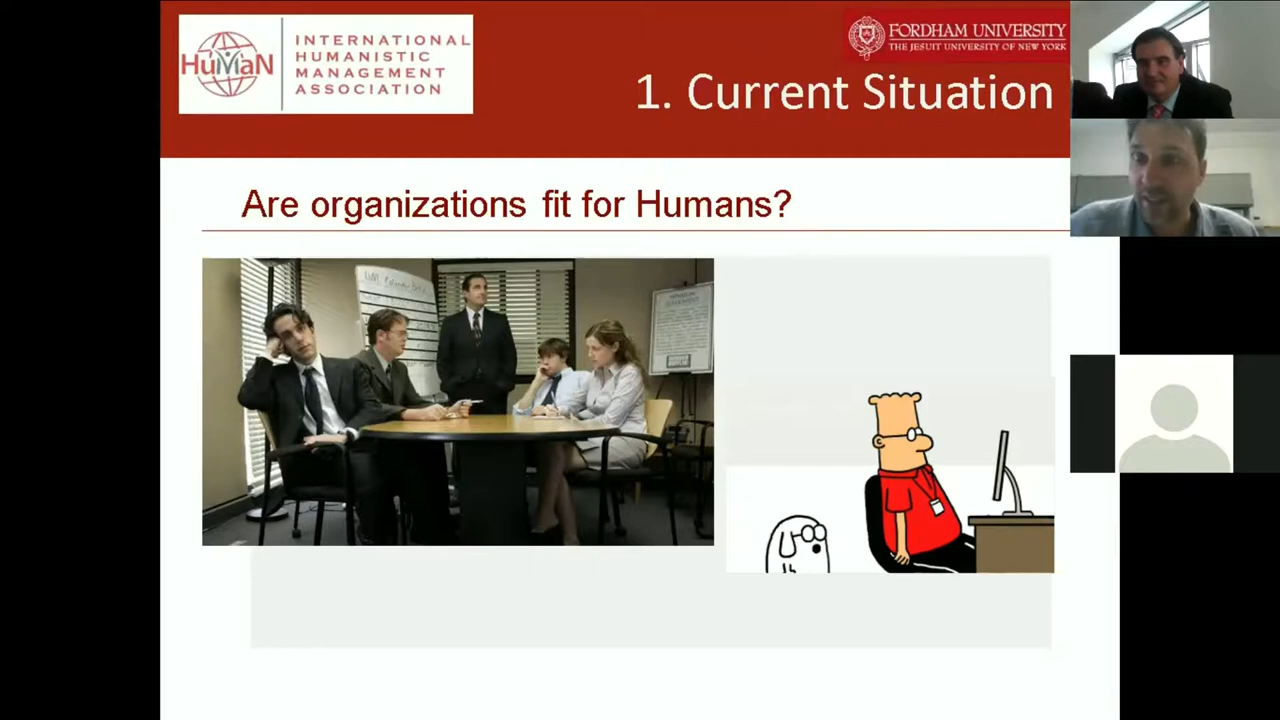 HuMaN
INTERNATIONAL
HUMANISTIC
MANAGEMENT
ASSOCIATION
FORDHAM UNIVERSITY
THE JESUIT UNIVERSITY OF NEW YORK
1. Current Situation
Are organizations fit for Humans?